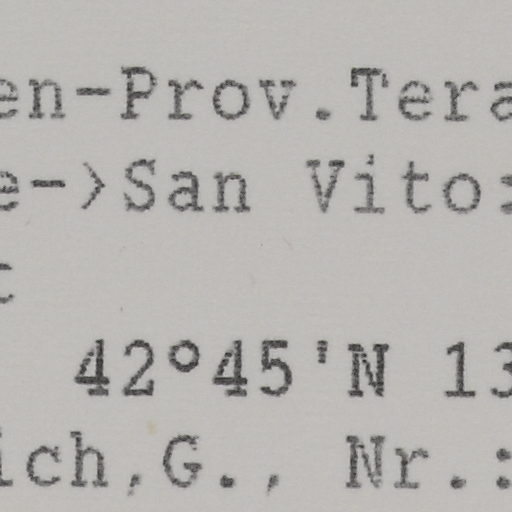 en-Prov.Tera
e->San Vito:
t
42°45'N 13
ich,G., Nr.: